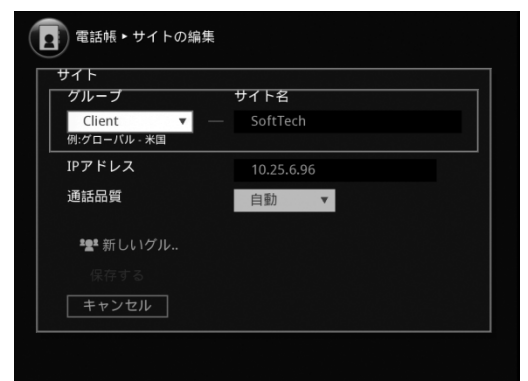 電話帳 ▸ サイトの編集
サイト
グループ サイト名
Client ▼ — SoftTech
例:グローバル - 米国
IPアドレス 10.25.6.96
通話品質 自動 ▼
新しいグル..
保存する
キャンセル